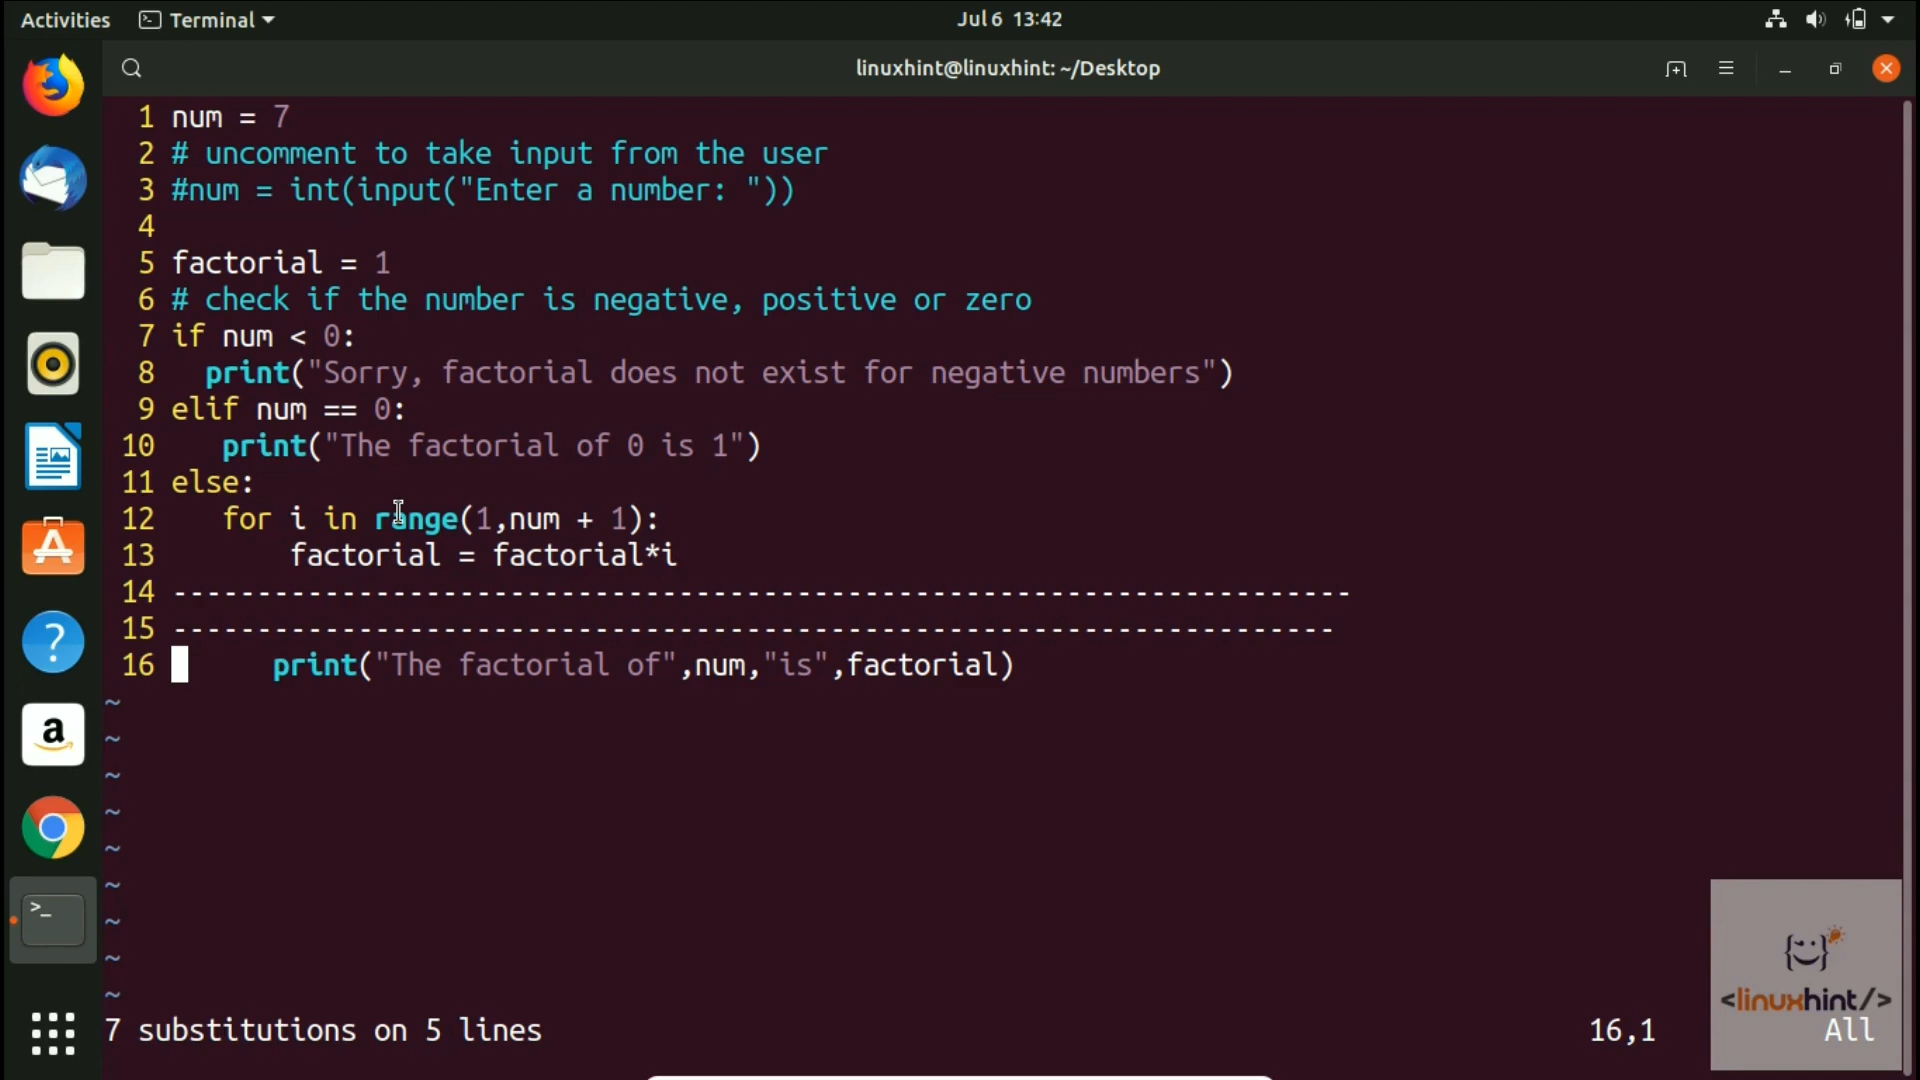 Activities Terminal Jul 6 13:42
linuxhint@linuxhint: ~/Desktop
1 num = 7
2 # uncomment to take input from the user
3 #num = int(input("Enter a number: "))
4
5 factorial = 1
6 # check if the number is negative, positive or zero
7 if num < 0:
8   print("Sorry, factorial does not exist for negative numbers")
9 elif num == 0:
10    print("The factorial of 0 is 1")
11 else:
12    for i in range(1,num + 1):
13        factorial = factorial*i
14 ----------------------------------------------------------------------
15 ---------------------------------------------------------------------
16       print("The factorial of",num,"is",factorial)
~
~
~
~
~
~
~
~
~
<linuxhint/>
7 substitutions on 5 lines 16,1 All